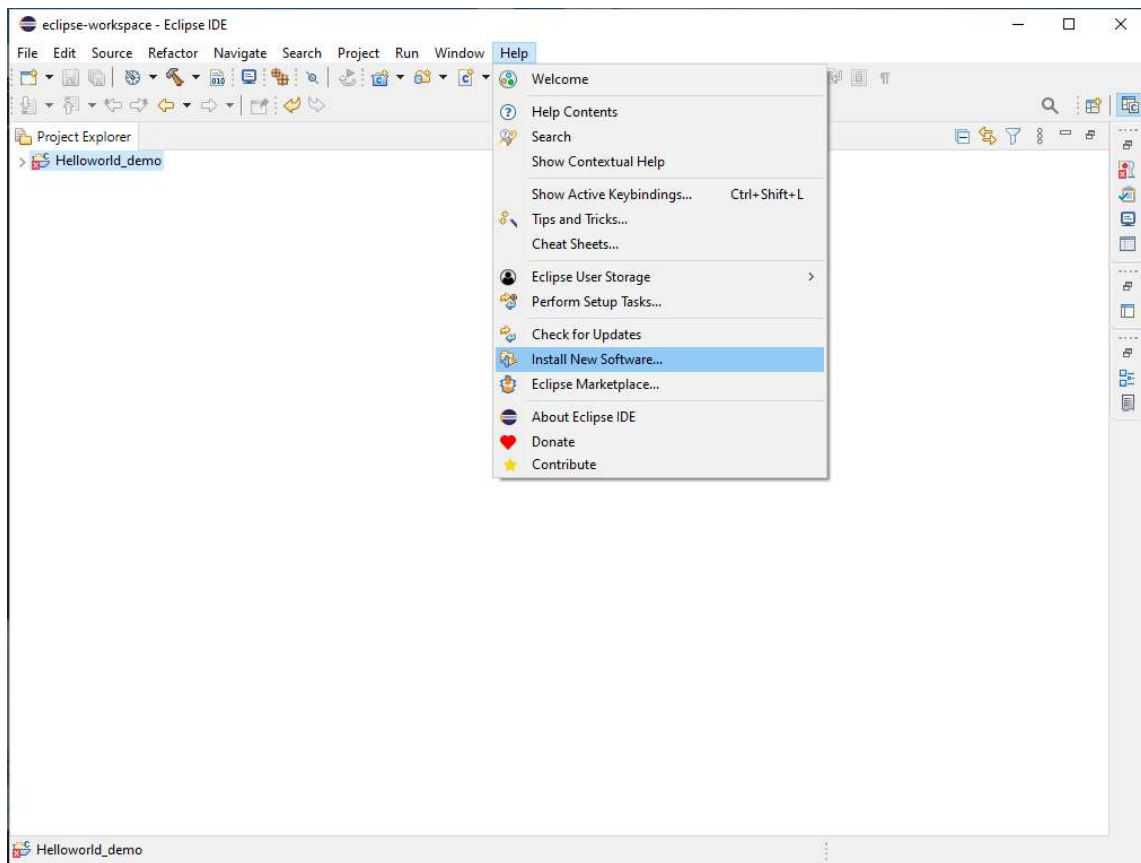 eclipse-workspace - Eclipse IDE
File Edit Source Refactor Navigate Search Project Run Window Help
Welcome
Help Contents
Project Explorer
Search
Helloworld_demo
Show Contextual Help
Show Active Keybindings... Ctrl+Shift+L
Tips and Tricks...
Cheat Sheets...
Eclipse User Storage
Perform Setup Tasks...
Check for Updates
Install New Software...
Eclipse Marketplace...
About Eclipse IDE
Donate
Contribute
Helloworld_demo